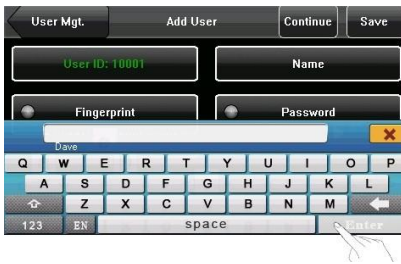 User Mgt. Add User Continue Save
User ID: 10001 Name
Fingerprint Password
Dave
Q W E R T Y U I O P
A S D F G H J K L
Z X C V B N M
123 EN space Enter